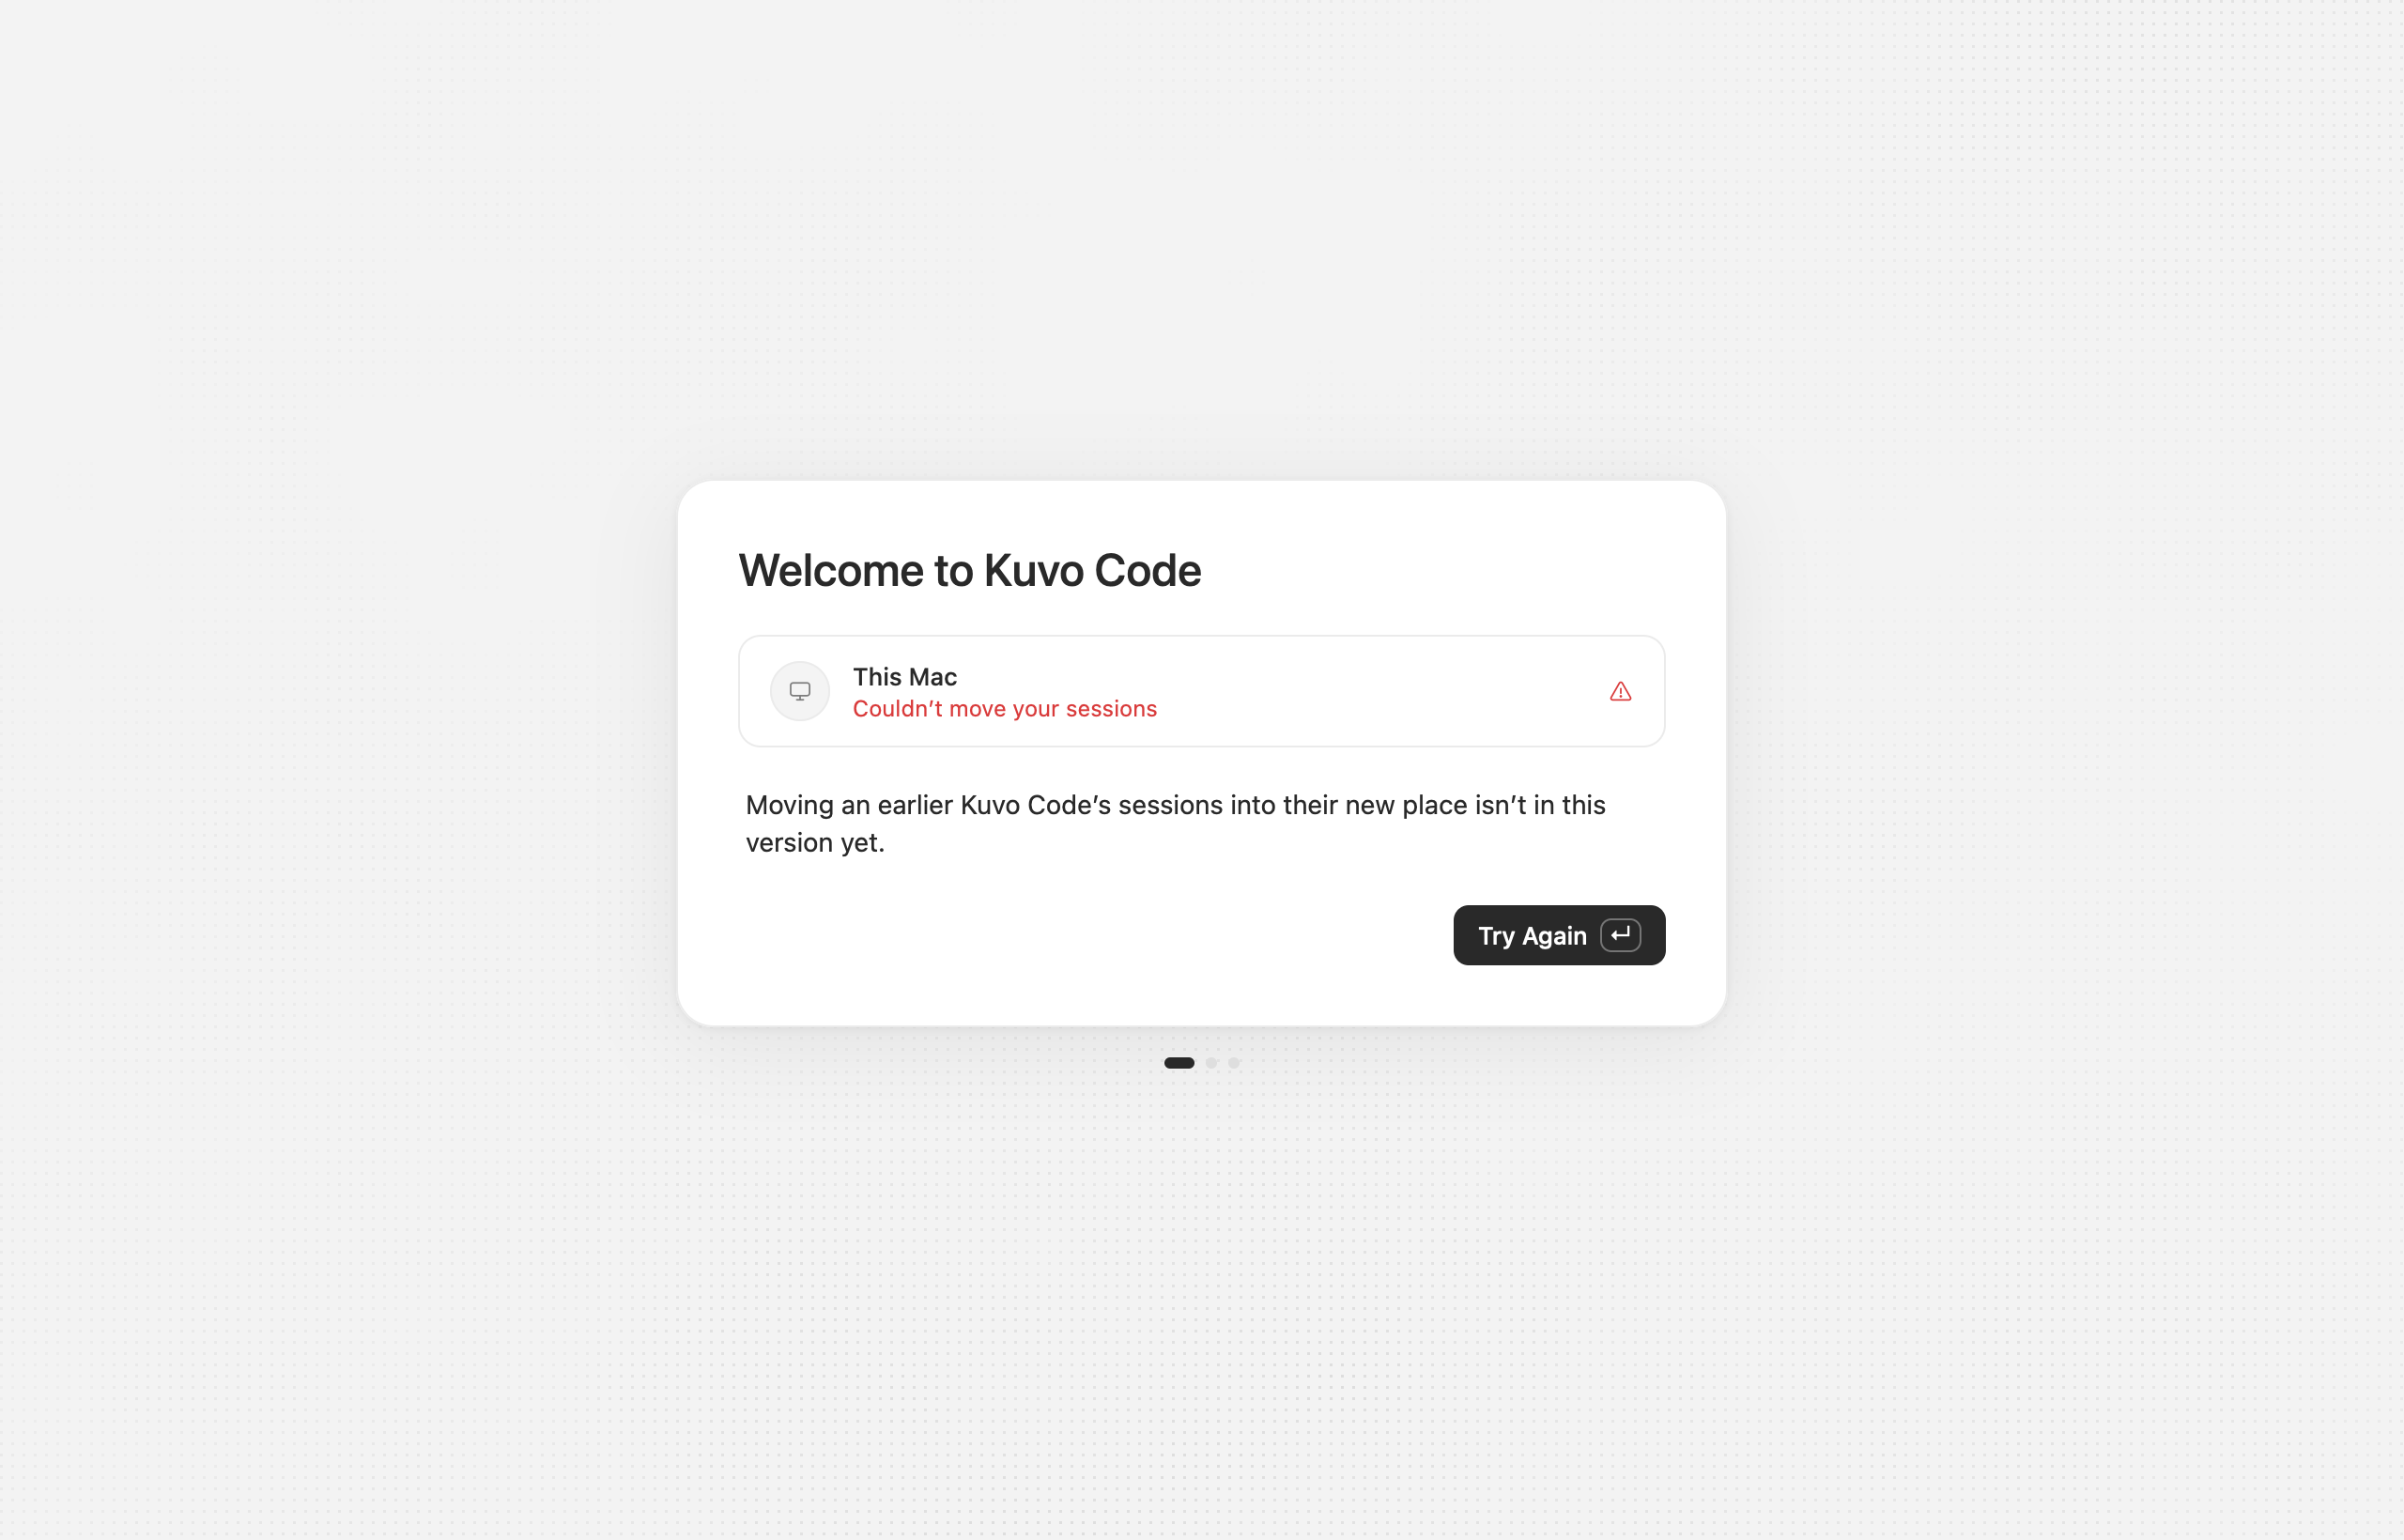 Welcome to Kuvo Code
This Mac
Couldn’t move your sessions
Moving an earlier Kuvo Code’s sessions into their new place isn’t in this
version yet.
Try Again